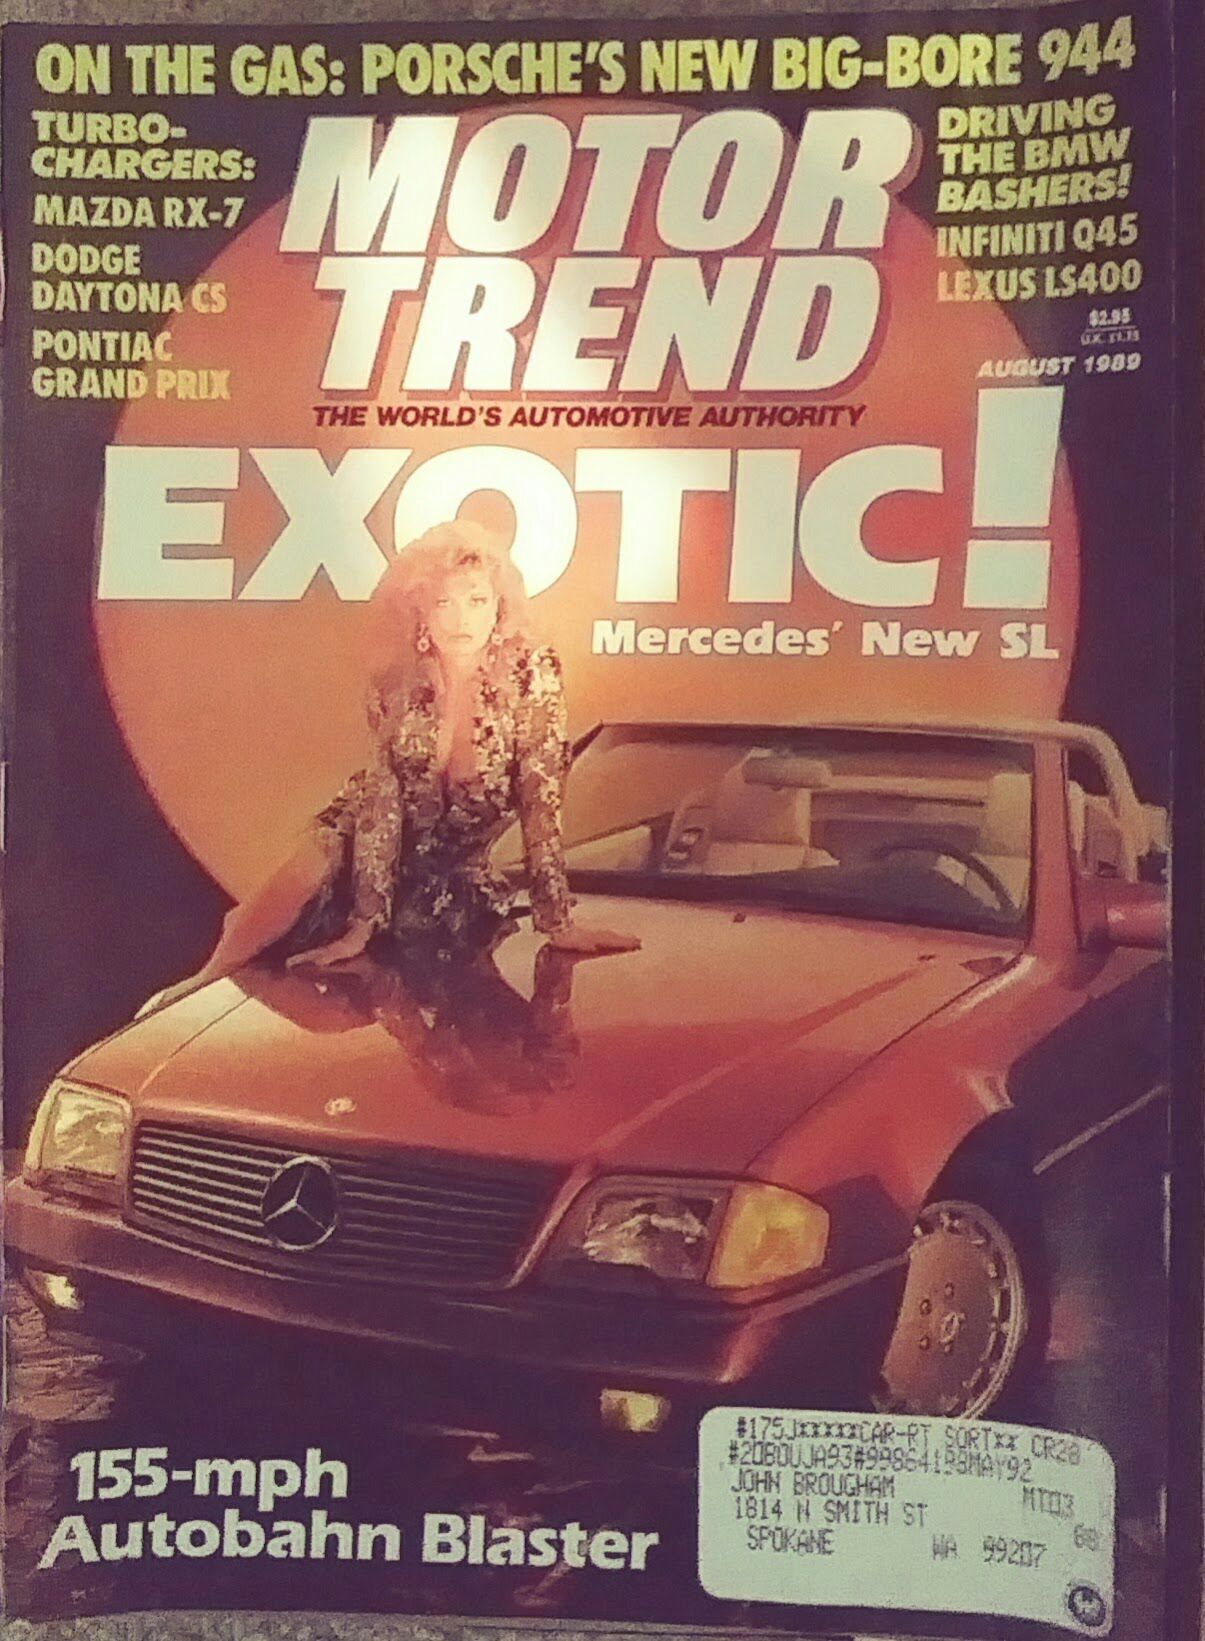 ON THE GAS: PORSCHE'S NEW BIG-BORE 944
TURBO-
CHARGERS:
MAZDA RX-7
DODGE
DAYTONA CS
PONTIAC
GRAND PRIX
MOTOR
TREND
THE WORLD'S AUTOMOTIVE AUTHORITY
DRIVING
THE BMW
BASHERS!
INFINITI Q45
LEXUS LS400
$2.95
U.K.
AUGUST 1989
EXOTIC!
Mercedes' New SL
155-mph
Autobahn Blaster
CAR-RT SORT** CR28
MAY92
JOHN BROUGHAM
1814 N SMITH ST
SPOKANE WA 99207